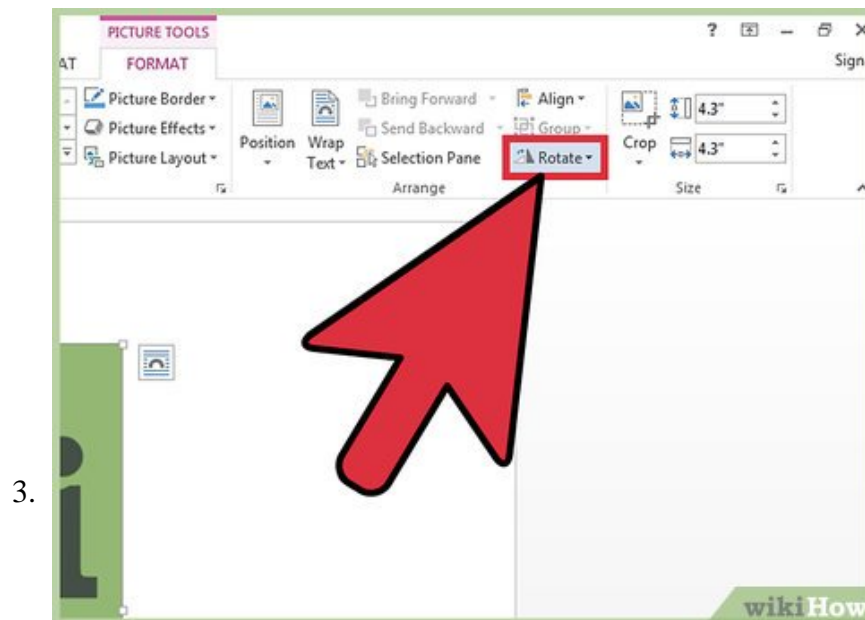 PICTURE TOOLS
?
AT FORMAT
Sign
Picture Border
Bring Forward
Align
4.3"
Picture Effects
Send Backward
Group
Position
Wrap
Text
Crop
4.3"
Picture Layout
Selection Pane
Rotate
Arrange
Size
3.
i
wikiHow